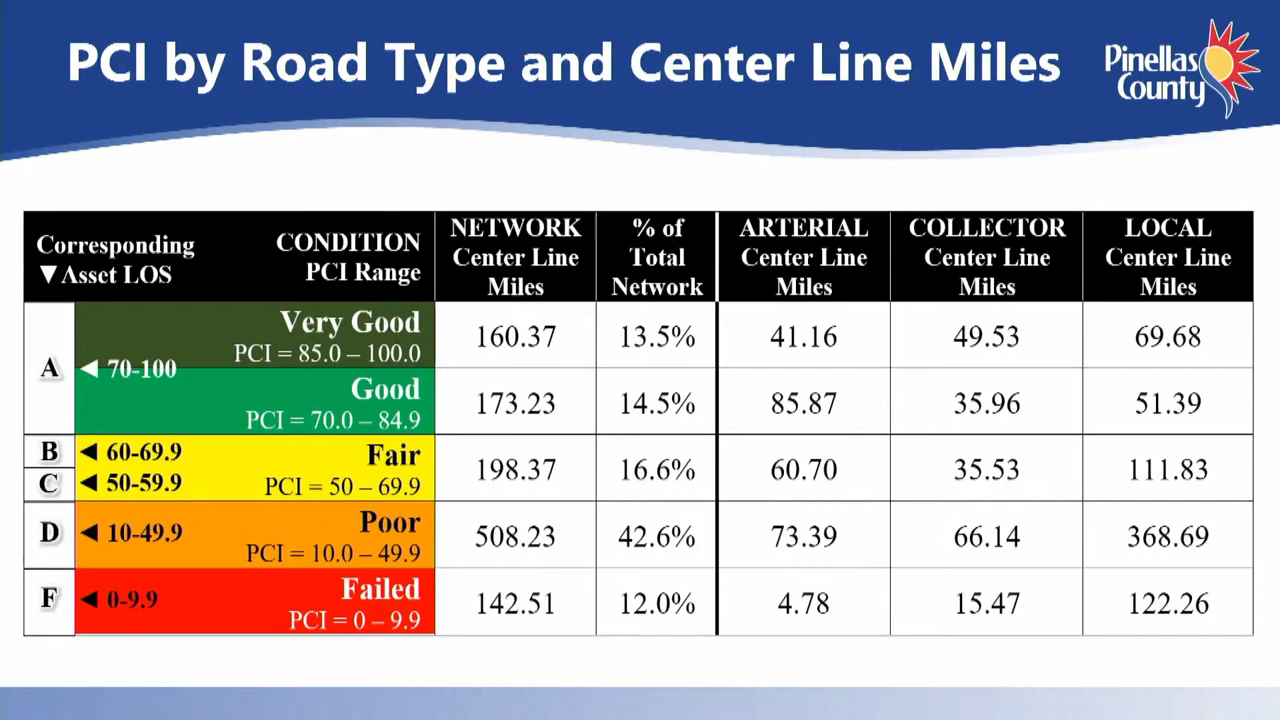 PCI by Road Type and Center Line Miles
Pinellas
County
Corresponding
▼Asset LOS
CONDITION
PCI Range
NETWORK
Center Line
Miles
% of
Total
Network
ARTERIAL
Center Line
Miles
COLLECTOR
Center Line
Miles
LOCAL
Center Line
Miles
A
◄ 70-100
Very Good
PCI = 85.0 – 100.0
160.37
13.5%
41.16
49.53
69.68
Good
PCI = 70.0 – 84.9
173.23
14.5%
85.87
35.96
51.39
B
◄ 60-69.9
C
◄ 50-59.9
Fair
PCI = 50 – 69.9
198.37
16.6%
60.70
35.53
111.83
D
◄ 10-49.9
Poor
PCI = 10.0 – 49.9
508.23
42.6%
73.39
66.14
368.69
F
◄ 0-9.9
Failed
PCI = 0 – 9.9
142.51
12.0%
4.78
15.47
122.26